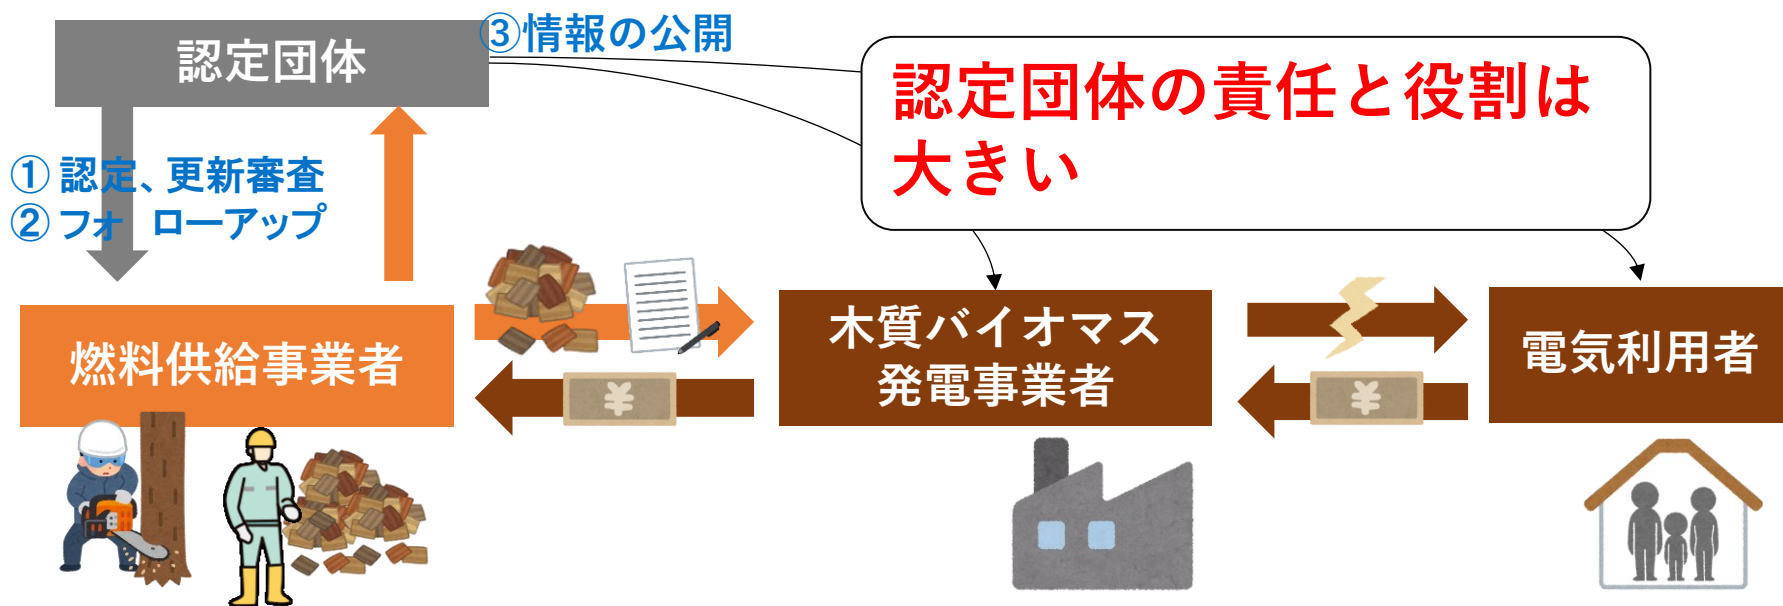 認定団体
③情報の公開
認定団体の責任と役割は
大きい
① 認定、更新審査
② フォローアップ
燃料供給事業者
木質バイオマス
発電事業者
電気利用者
¥
¥